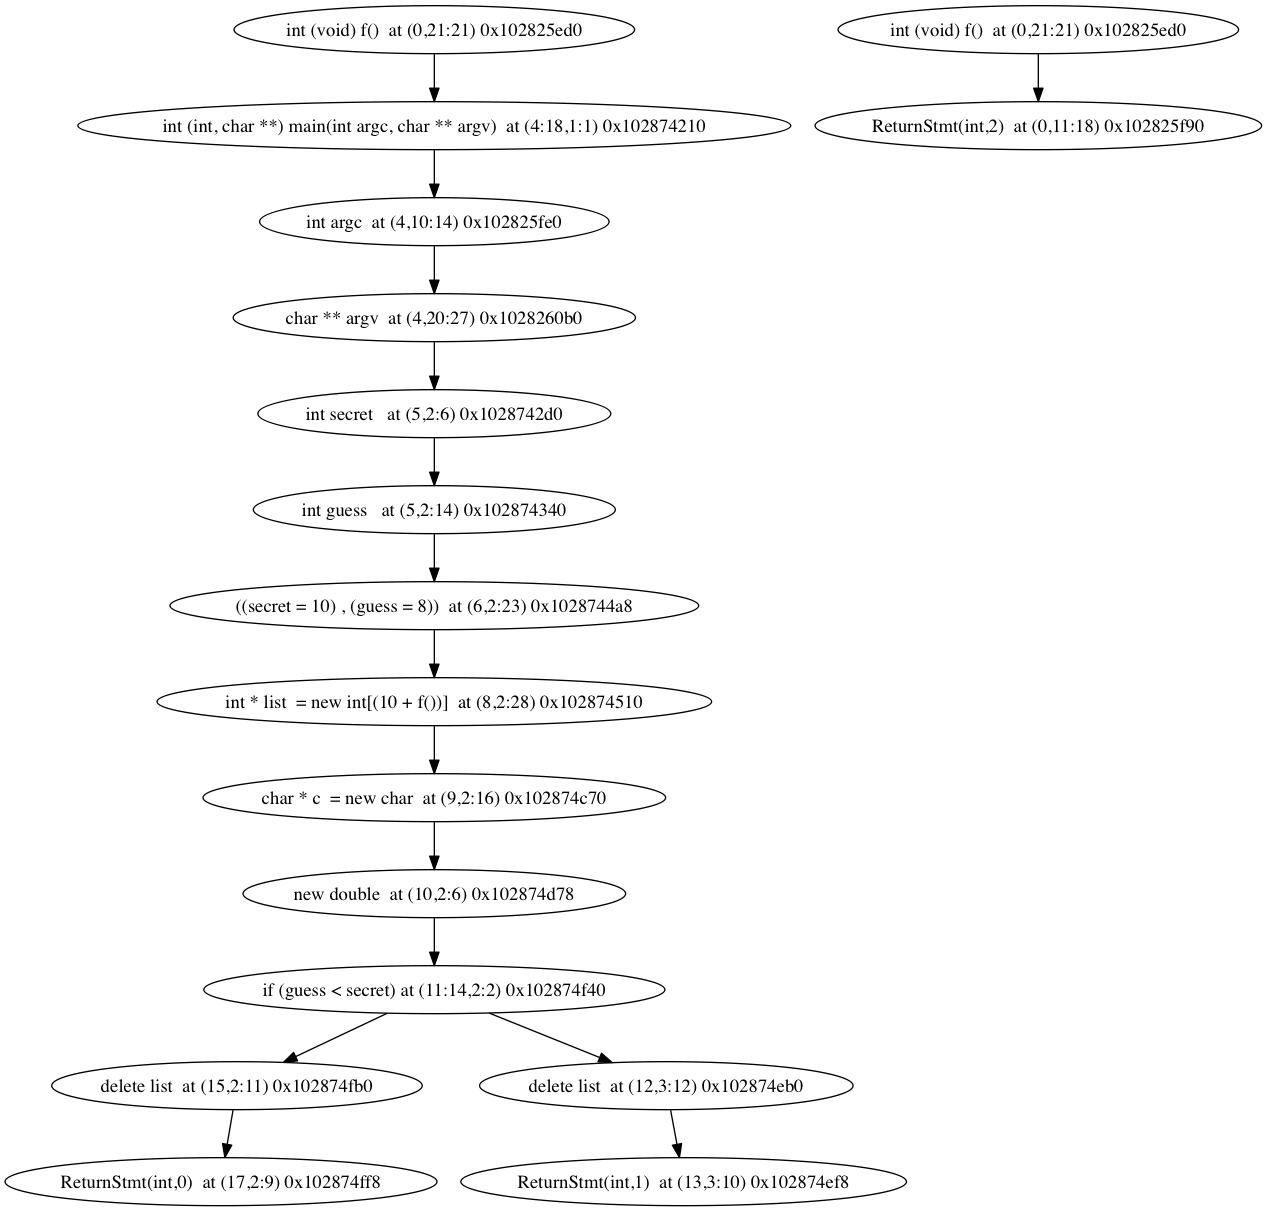 int (void) f()  at (0,21:21) 0x102825ed0
int (void) f()  at (0,21:21) 0x102825ed0
int (int, char **) main(int argc, char ** argv)  at (4:18,1:1) 0x102874210
ReturnStmt(int,2)  at (0,11:18) 0x102825f90
int argc  at (4,10:14) 0x102825fe0
char ** argv  at (4,20:27) 0x1028260b0
int secret   at (5,2:6) 0x1028742d0
int guess   at (5,2:14) 0x102874340
((secret = 10) , (guess = 8))  at (6,2:23) 0x1028744a8
int * list  = new int[(10 + f())]  at (8,2:28) 0x102874510
char * c  = new char  at (9,2:16) 0x102874c70
new double  at (10,2:6) 0x102874d78
if (guess < secret) at (11:14,2:2) 0x102874f40
delete list  at (15,2:11) 0x102874fb0
delete list  at (12,3:12) 0x102874eb0
ReturnStmt(int,0)  at (17,2:9) 0x102874ff8
ReturnStmt(int,1)  at (13,3:10) 0x102874ef8